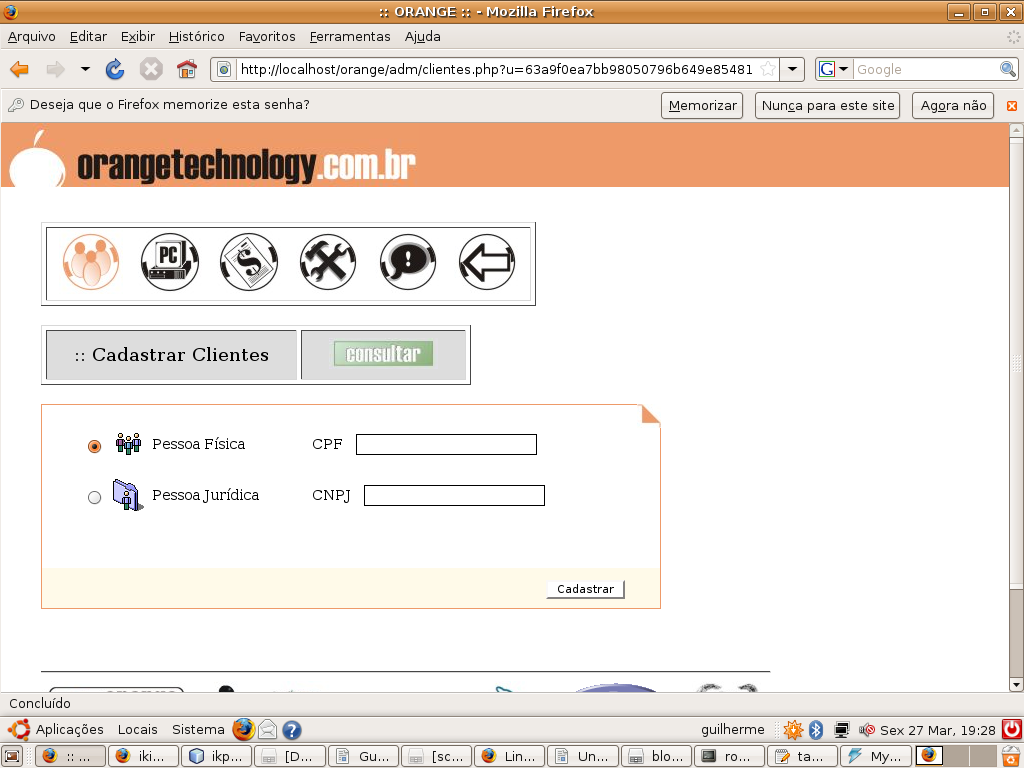 :: ORANGE :: - Mozilla Firefox
Arquivo Editar Exibir Histórico Favoritos Ferramentas Ajuda
http://localhost/orange/adm/clientes.php?u=63a9f0ea7bb98050796b649e85481
G Google
Deseja que o Firefox memorize esta senha? Memorizar Nunca para este site Agora não
orangetechnology.com.br
PC $ !
:: Cadastrar Clientes consultar
Pessoa Física CPF
Pessoa Jurídica CNPJ
Cadastrar
Concluído
Aplicações Locais Sistema ? guilherme Sex 27 Mar, 19:28
:: ... iki... ikp... [D... Gu... [sc... Lin... Un... blo... ro... ta... My...